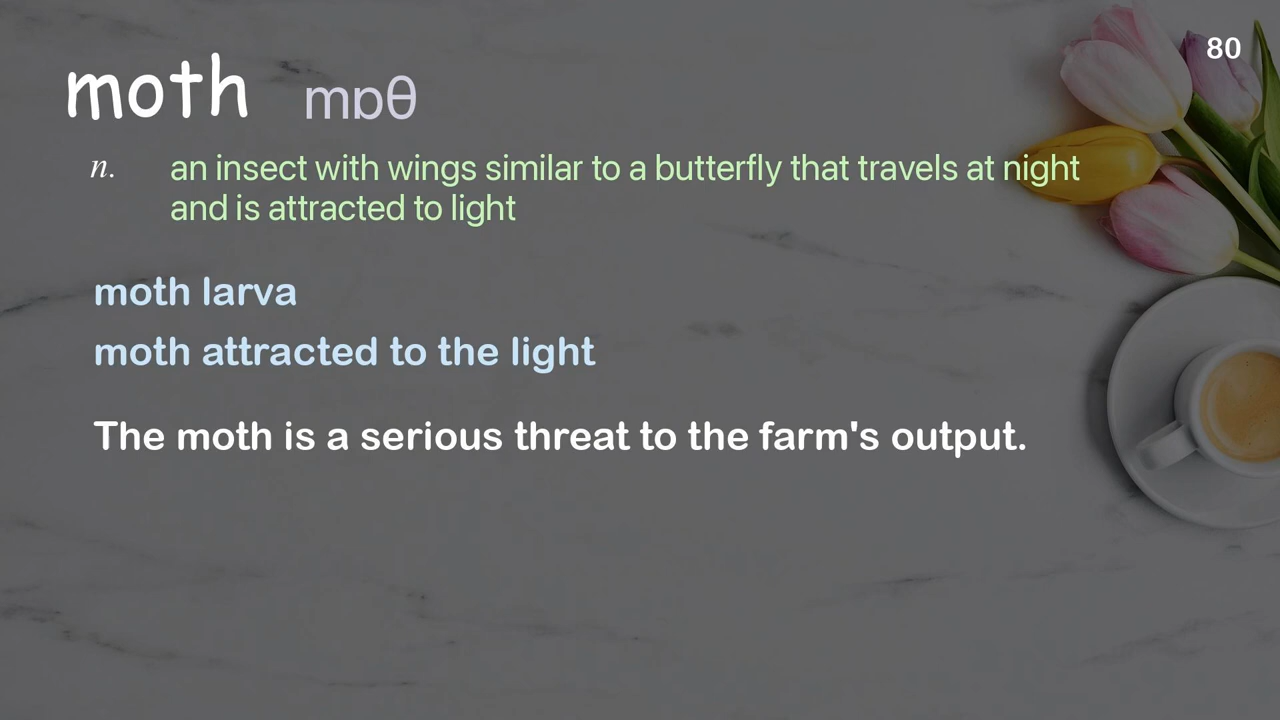 80
moth mɒθ
n. an insect with wings similar to a butterfly that travels at night
and is attracted to light
moth larva
moth attracted to the light
The moth is a serious threat to the farm's output.